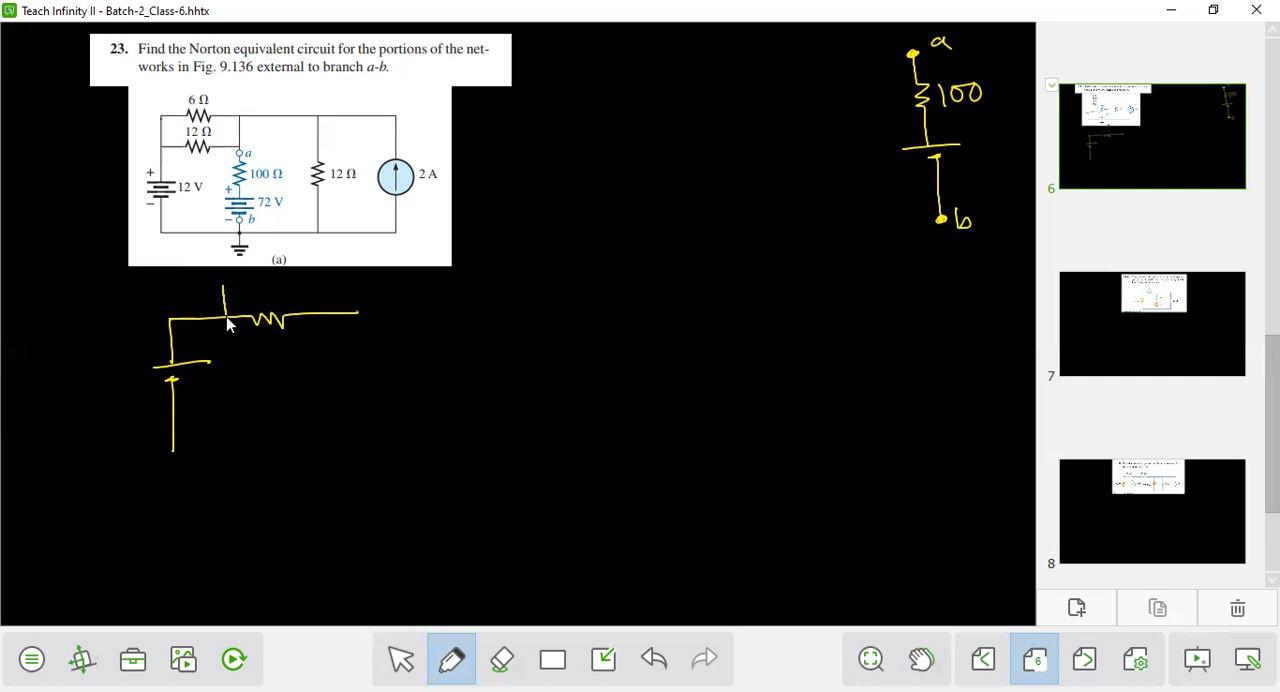 Teach Infinity II - Batch-2_Class-6.hhtx
23. Find the Norton equivalent circuit for the portions of the net-
works in Fig. 9.136 external to branch a-b.
6 Ω
12 Ω
a
100 Ω
12 Ω
2 A
+
12 V
-
+
72 V
- b
(a)
a
100
b
6
7
8
6